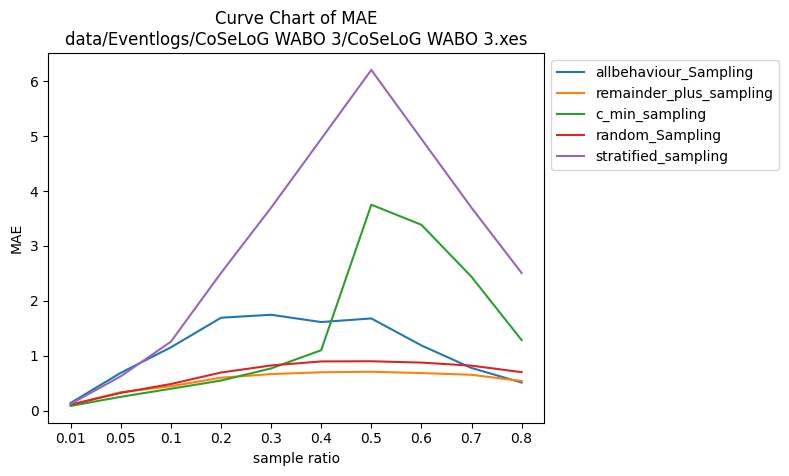 Curve Chart of MAE
data/Eventlogs/CoSeLoG WABO 3/CoSeLoG WABO 3.xes
allbehaviour_Sampling
remainder_plus_sampling
c_min_sampling
random_Sampling
stratified_sampling
MAE
6
5
4
3
2
1
0
0.01 0.05 0.1 0.2 0.3 0.4 0.5 0.6 0.7 0.8
sample ratio